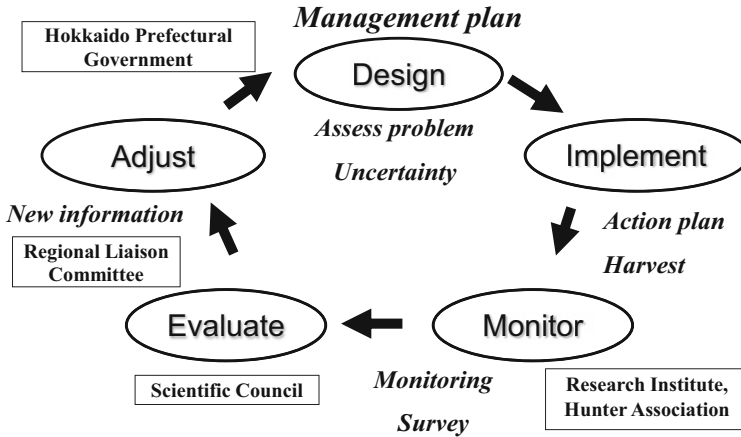 Management plan
Hokkaido Prefectural
Government
Design
Assess problem
Uncertainty
Adjust
Implement
New information
Action plan
Harvest
Regional Liaison
Committee
Evaluate
Monitor
Scientific Council
Monitoring
Survey
Research Institute,
Hunter Association